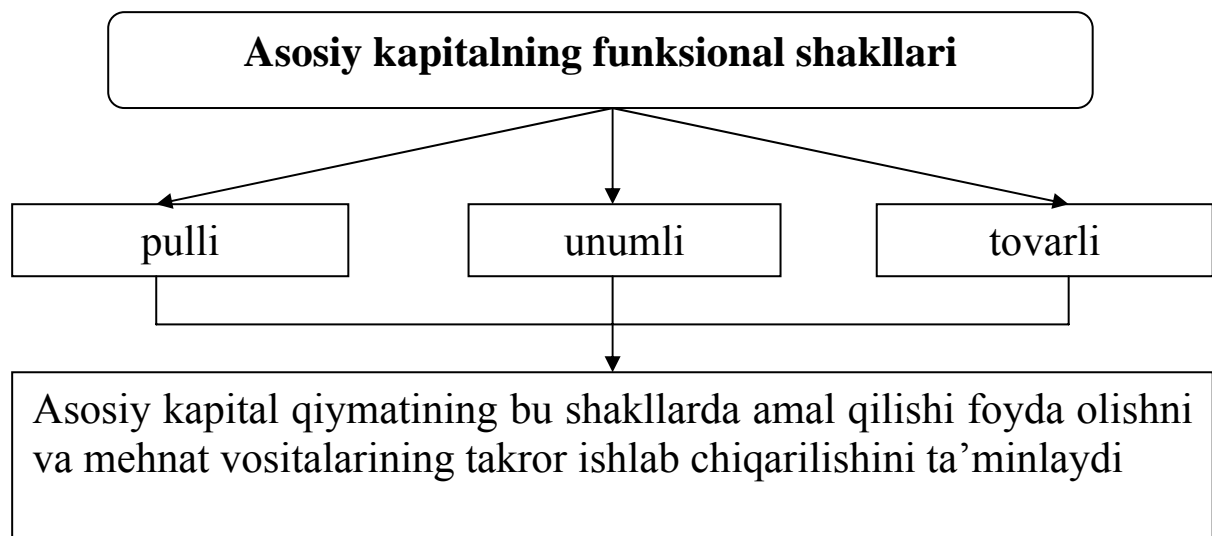 Asosiy kapitalning funksional shakllari
pulli
unumli
tovarli
Asosiy kapital qiymatining bu shakllarda amal qilishi foyda olishni
va mehnat vositalarining takror ishlab chiqarilishini ta’minlaydi